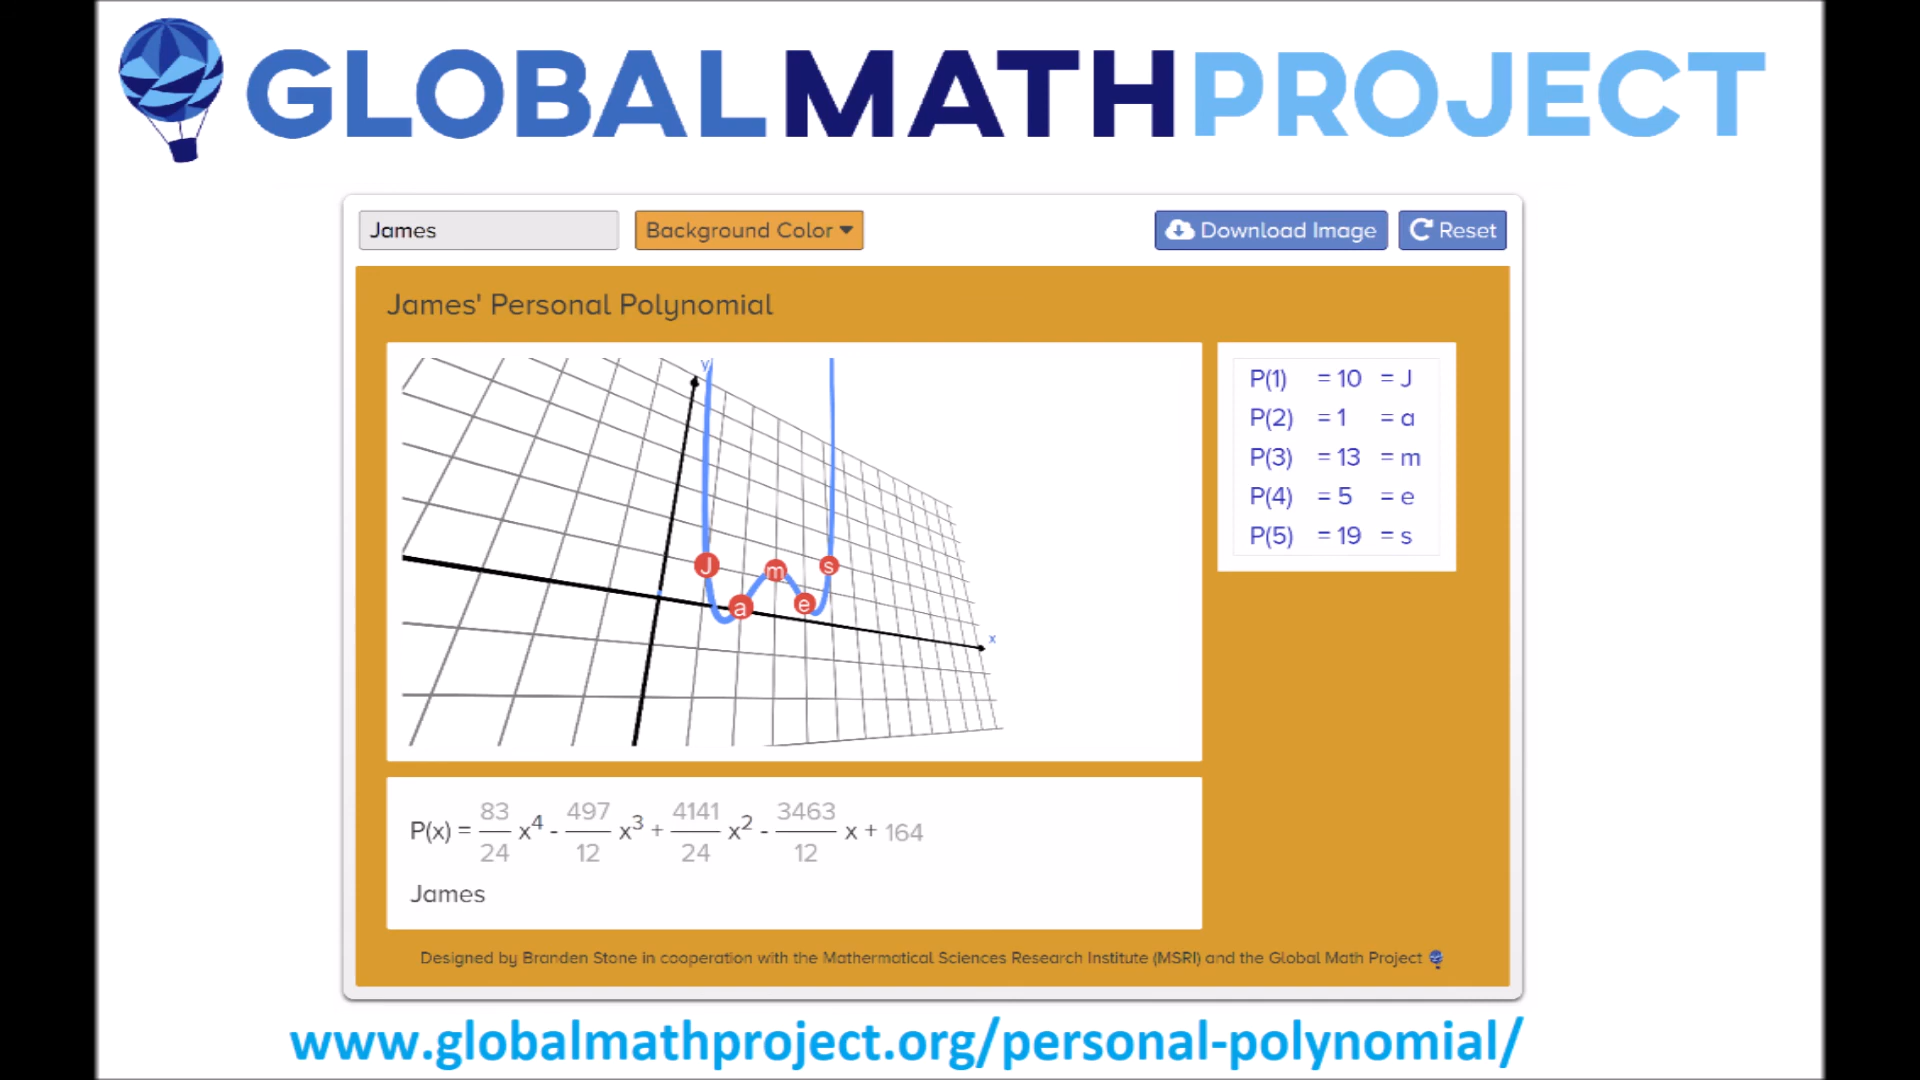 GLOBALMATHPROJECT
James
Background Color
Download Image
Reset
James' Personal Polynomial
y
x
J
a
m
e
s
P(1) = 10 = J
P(2) = 1 = a
P(3) = 13 = m
P(4) = 5 = e
P(5) = 19 = s
P(x) = 83/24 x^4 - 497/12 x^3 + 4141/24 x^2 - 3463/12 x + 164
James
Designed by Branden Stone in cooperation with the Mathermatical Sciences Research Institute (MSRI) and the Global Math Project
www.globalmathproject.org/personal-polynomial/